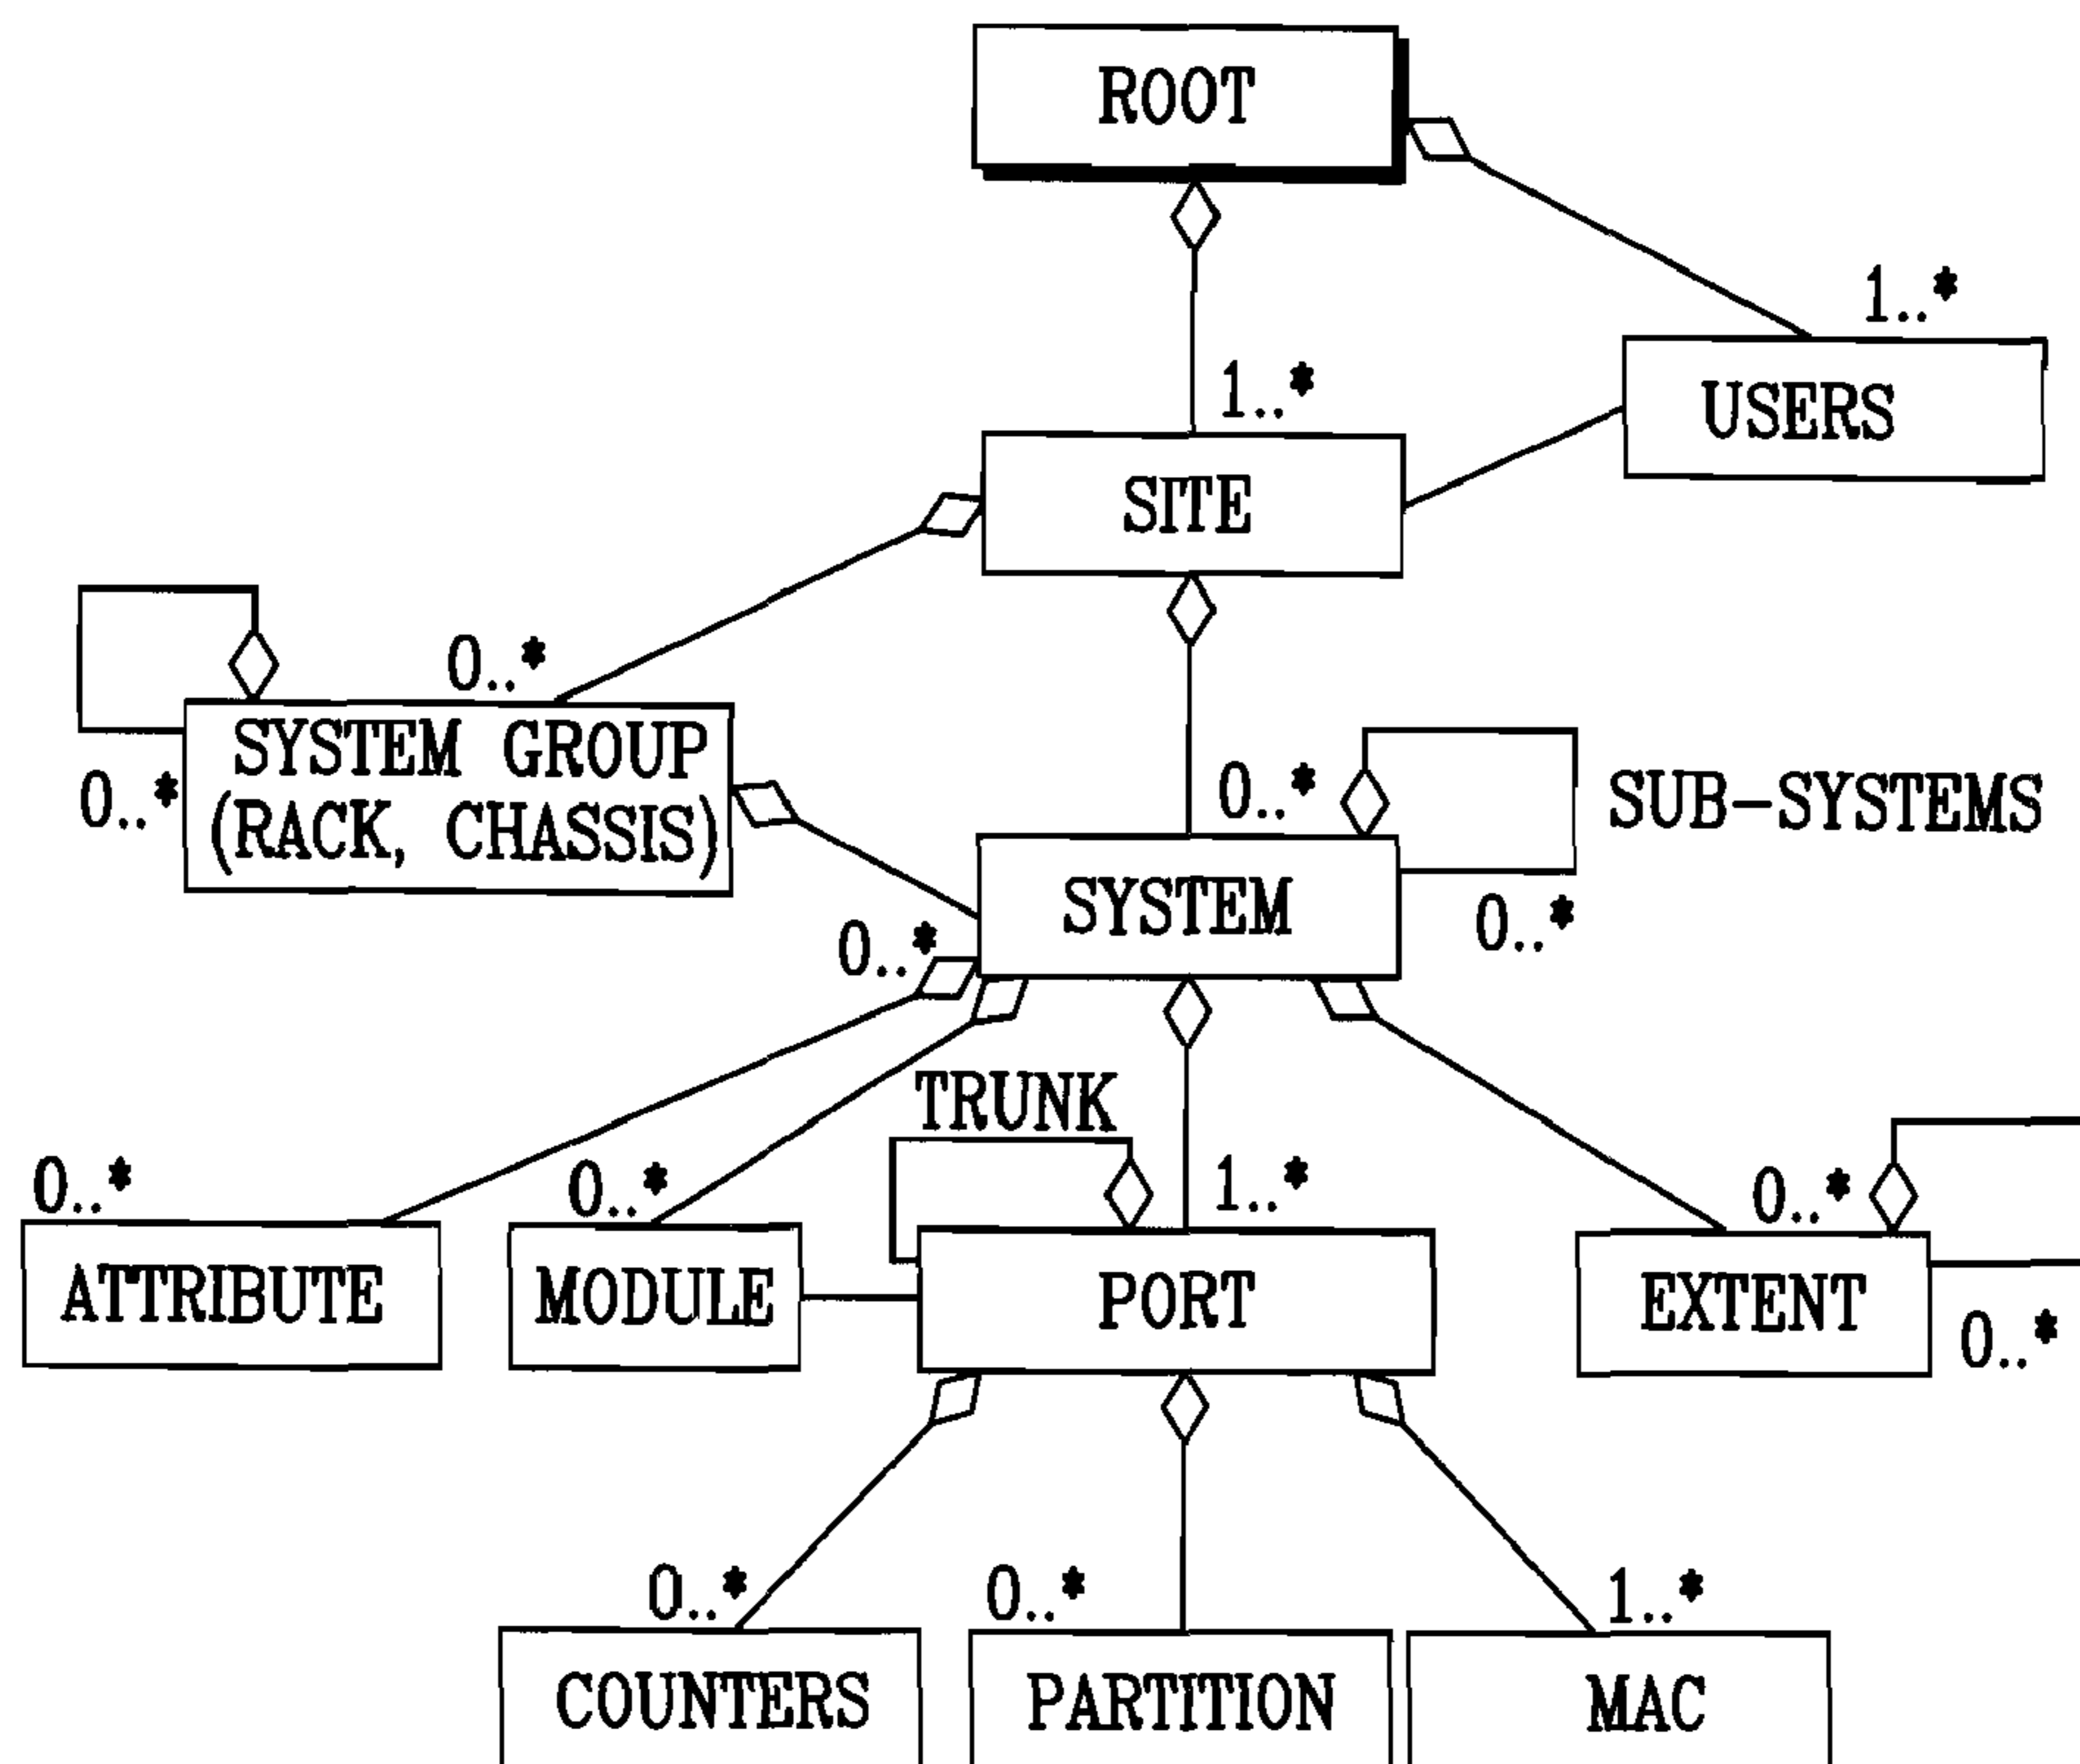 ROOT
1..*
USERS
1..*
SITE
0..*
SYSTEM GROUP
(RACK, CHASSIS)
0..*
0..*
SUB-SYSTEMS
SYSTEM
0..*
0..*
TRUNK
0..*
0..*
1..*
0..*
ATTRIBUTE
MODULE
PORT
EXTENT
0..*
0..*
0..*
1..*
COUNTERS
PARTITION
MAC